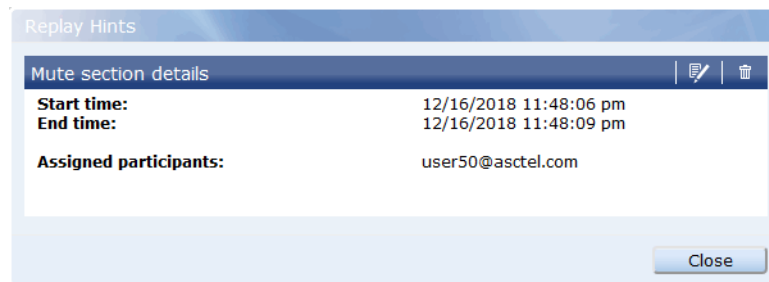 Replay Hints
Mute section details
Start time: 12/16/2018 11:48:06 pm
End time: 12/16/2018 11:48:09 pm
Assigned participants: user50@asctel.com
Close